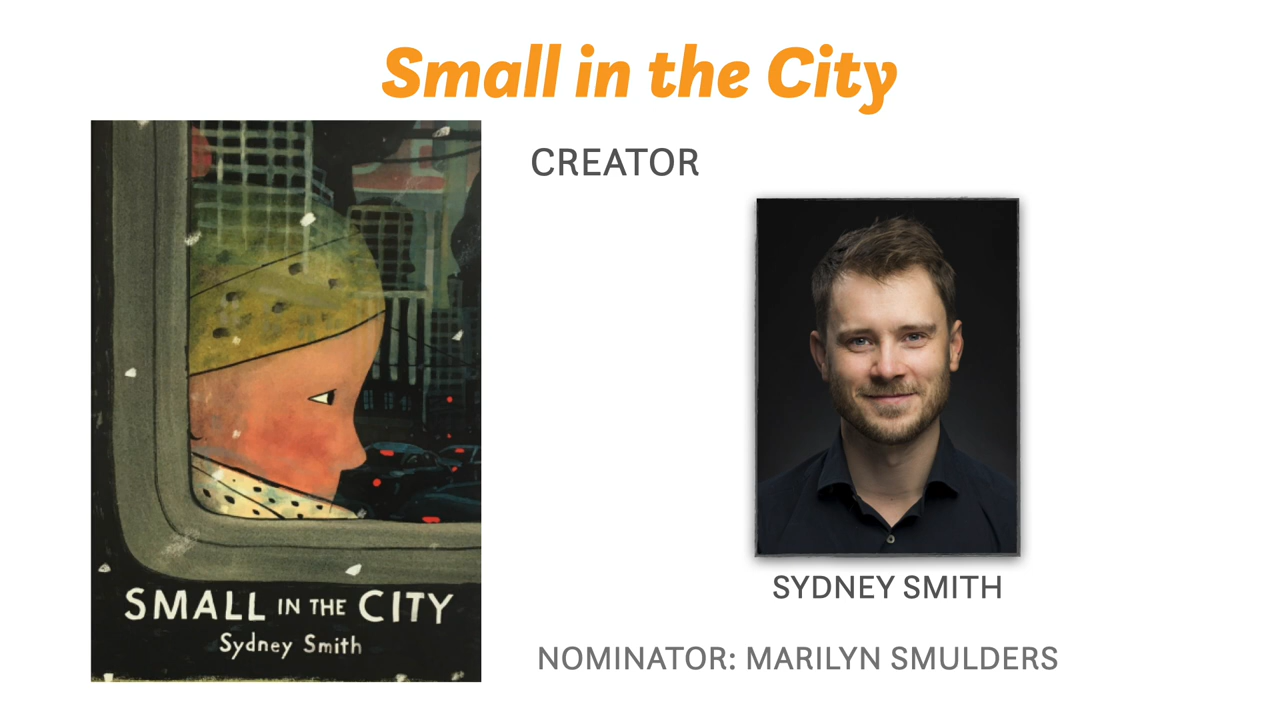 Small in the City
CREATOR
SMALL IN THE CITY
Sydney Smith
SYDNEY SMITH
NOMINATOR: MARILYN SMULDERS